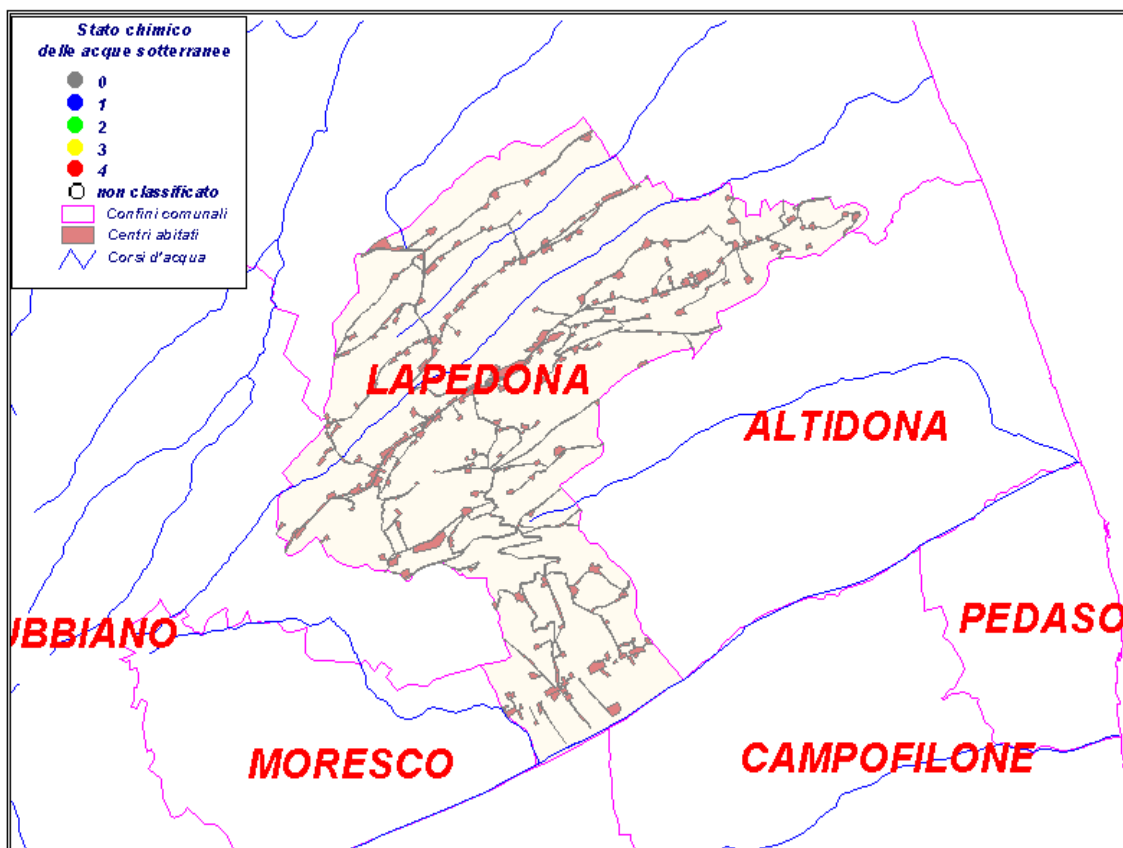 Stato chimico
delle acque sotterranee
0
1
2
3
4
non classificato
Confini comunali
Centri abitati
Corsi d'acqua
LAPEDONA
ALTIDONA
UBBIANO
PEDASO
MORESCO
CAMPOFILONE